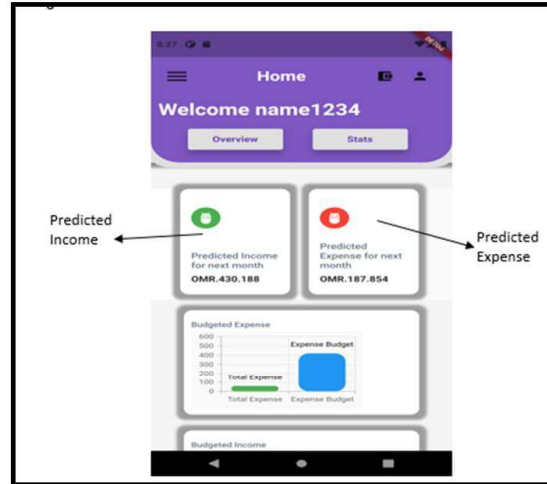 8:27
DEBUG
Home
Welcome name1234
Overview
Stats
Predicted
Income
Predicted Income
for next month
OMR.430.188
Predicted
Expense for next
month
OMR.187.854
Predicted
Expense
Budgeted Expense
600
500
400
300
200
100
0
Expense Budget
Total Expense
Total Expense
Expense Budget
Budgeted Income